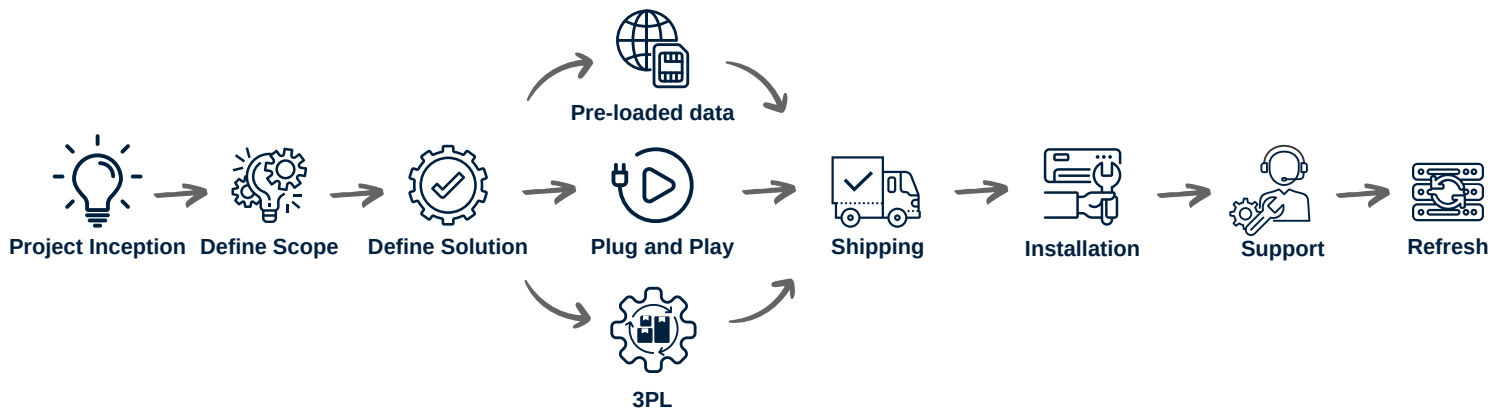 Pre-loaded data
Project Inception
Define Scope
Define Solution
Plug and Play
Shipping
Installation
Support
Refresh
3PL